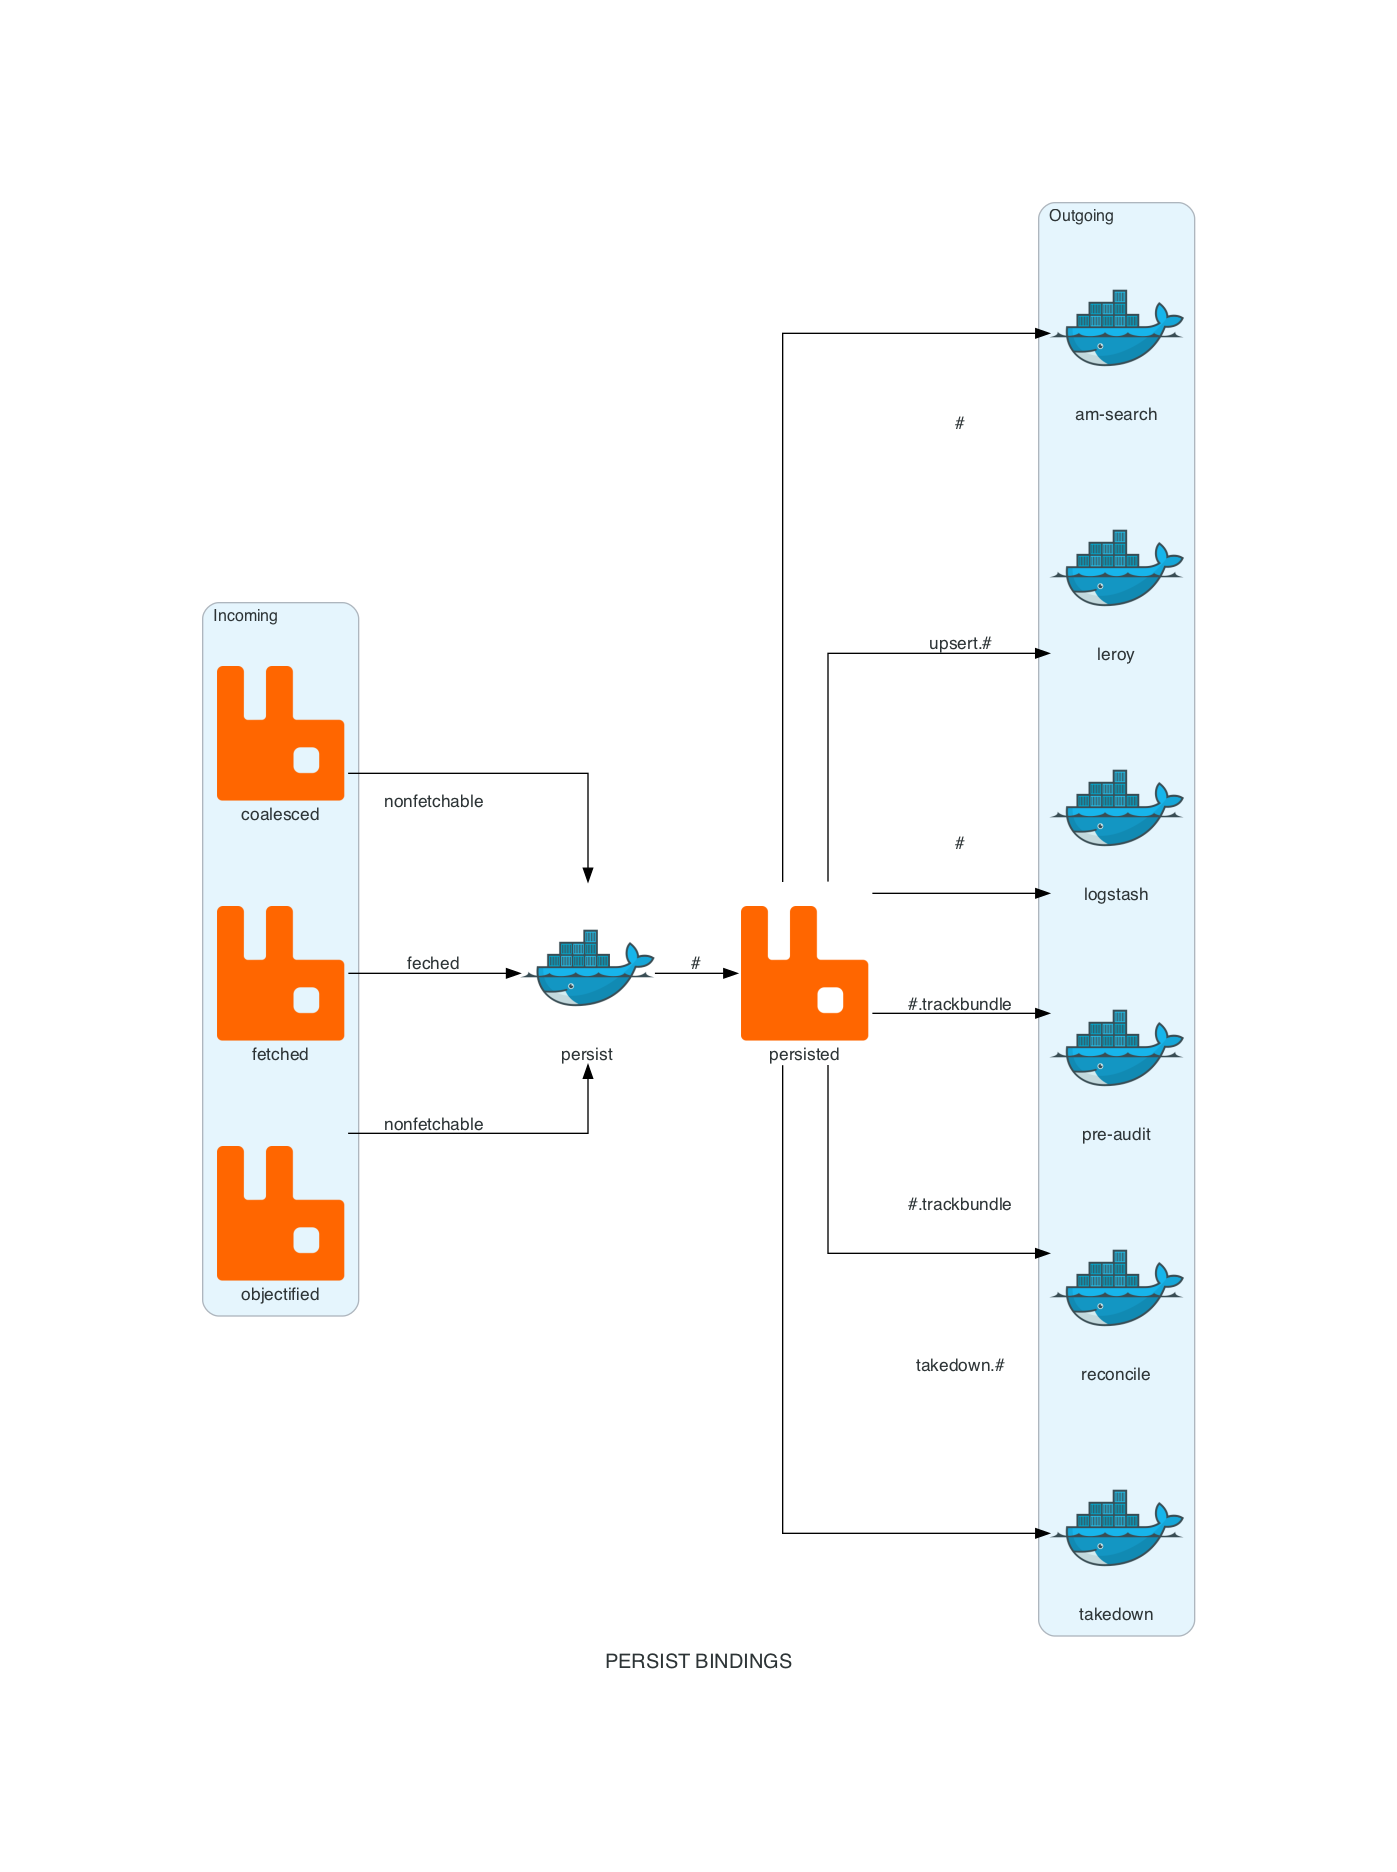 Outgoing
am-search
#
leroy
upsert.#
Incoming
nonfetchable
coalesced
#
logstash
feched
#
#.trackbundle
fetched
persist
persisted
nonfetchable
pre-audit
#.trackbundle
objectified
takedown.#
reconcile
takedown
PERSIST BINDINGS